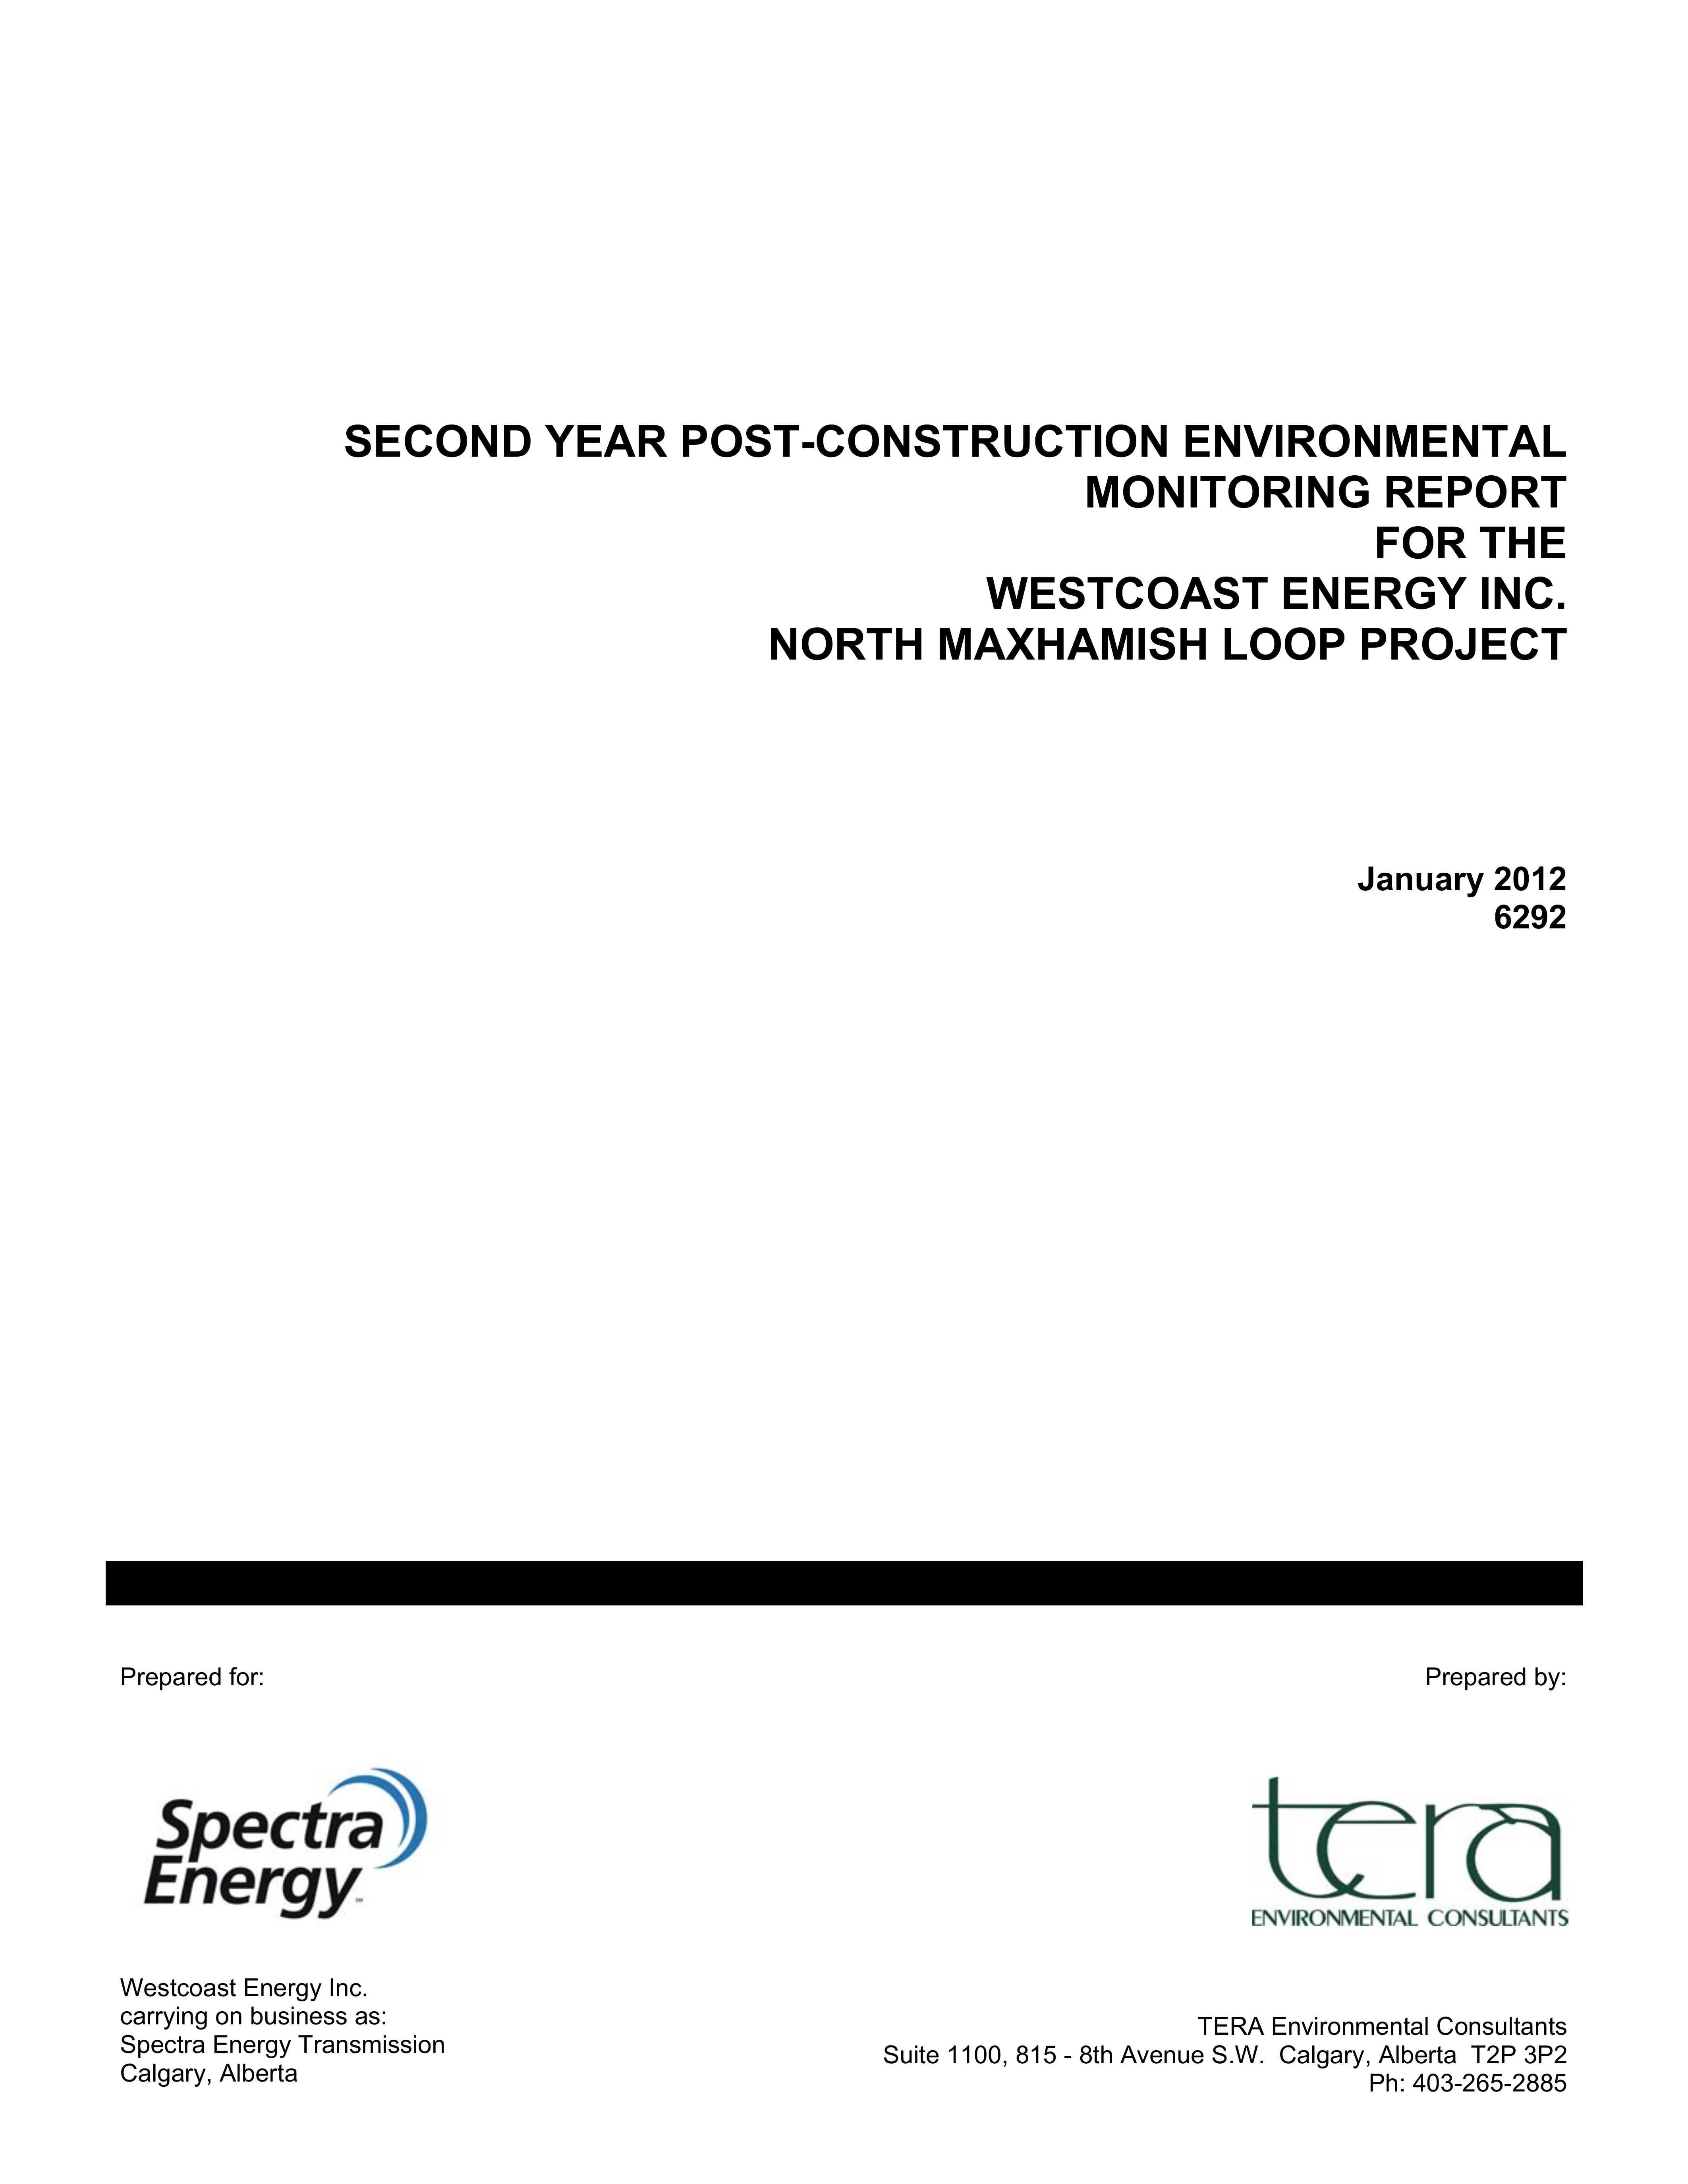 SECOND YEAR POST-CONSTRUCTION ENVIRONMENTAL
MONITORING REPORT
FOR THE
WESTCOAST ENERGY INC.
NORTH MAXHAMISH LOOP PROJECT
January 2012
6292
Prepared for:
Prepared by:
Spectra
Energy
SM
tera
ENVIRONMENTAL CONSULTANTS
Westcoast Energy Inc.
carrying on business as:
Spectra Energy Transmission
Calgary, Alberta
TERA Environmental Consultants
Suite 1100, 815 - 8th Avenue S.W. Calgary, Alberta T2P 3P2
Ph: 403-265-2885